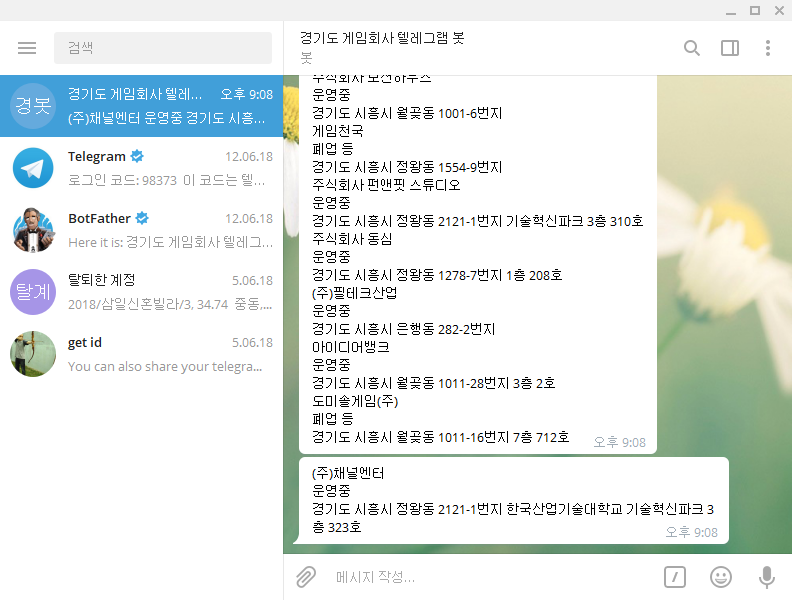 검색
경봇
경기도 게임회사 텔레... 오후 9:08
(주)채널엔터 운영중 경기도 시흥...
Telegram 12.06.18
로그인 코드: 98373 이 코드는 텔...
BotFather 12.06.18
Here it is: 경기도 게임회사 텔레그...
탈계
탈퇴한 계정 5.06.18
2018/삼일신혼빌라/3, 34.74 중동,...
get id 5.06.18
You can also share your telegra...
경기도 게임회사 텔레그램 봇
봇
주식회사 모션하우스
운영중
경기도 시흥시 월곶동 1001-6번지
게임천국
폐업 등
경기도 시흥시 정왕동 1554-9번지
주식회사 펀앤핏 스튜디오
운영중
경기도 시흥시 정왕동 2121-1번지 기술혁신파크 3층 310호
주식회사 동심
운영중
경기도 시흥시 정왕동 1278-7번지 1층 208호
(주)필테크산업
운영중
경기도 시흥시 은행동 282-2번지
아이디어뱅크
운영중
경기도 시흥시 월곶동 1011-28번지 3층 2호
도미솔게임(주)
폐업 등
경기도 시흥시 월곶동 1011-16번지 7층 712호
오후 9:08
(주)채널엔터
운영중
경기도 시흥시 정왕동 2121-1번지 한국산업기술대학교 기술혁신파크 3
층 323호
오후 9:08
메시지 작성...